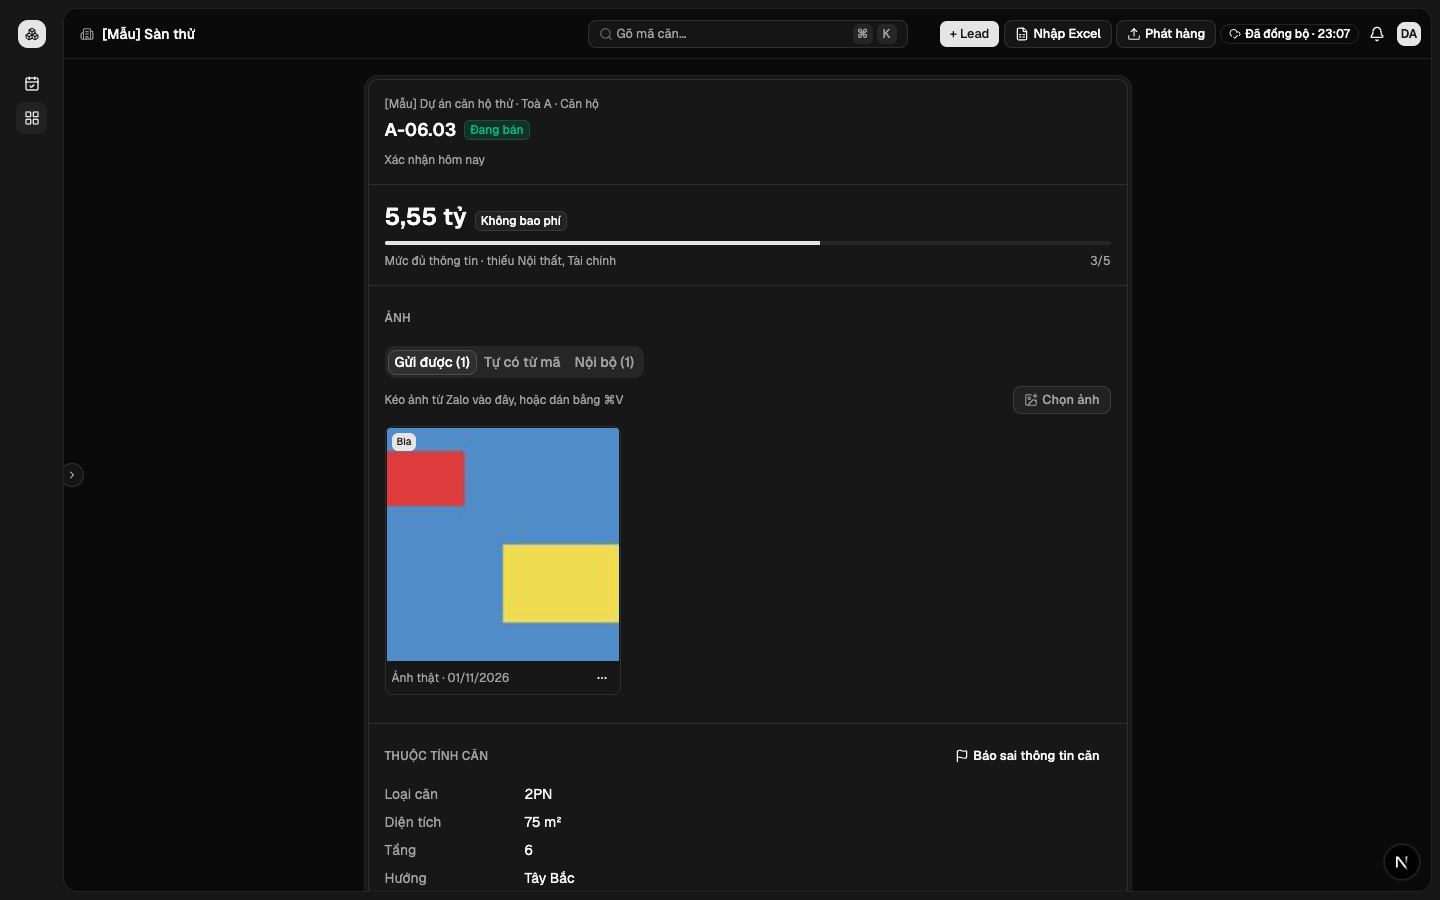 [Mẫu] Sàn thử
Gõ mã căn...
⌘ K
+ Lead
Nhập Excel
Phát hàng
Đã đồng bộ · 23:07
DA
[Mẫu] Dự án căn hộ thử · Toà A · Căn hộ
A-06.03 Đang bán
Xác nhận hôm nay
5,55 tỷ Không bao phí
Mức đủ thông tin · thiếu Nội thất, Tài chính 3/5
ẢNH
Gửi được (1) Tự có từ mã Nội bộ (1)
Kéo ảnh từ Zalo vào đây, hoặc dán bằng ⌘V
Chọn ảnh
Bìa
Ảnh thật · 01/11/2026
THUỘC TÍNH CĂN
Báo sai thông tin căn
Loại căn 2PN
Diện tích 75 m²
Tầng 6
Hướng Tây Bắc
N